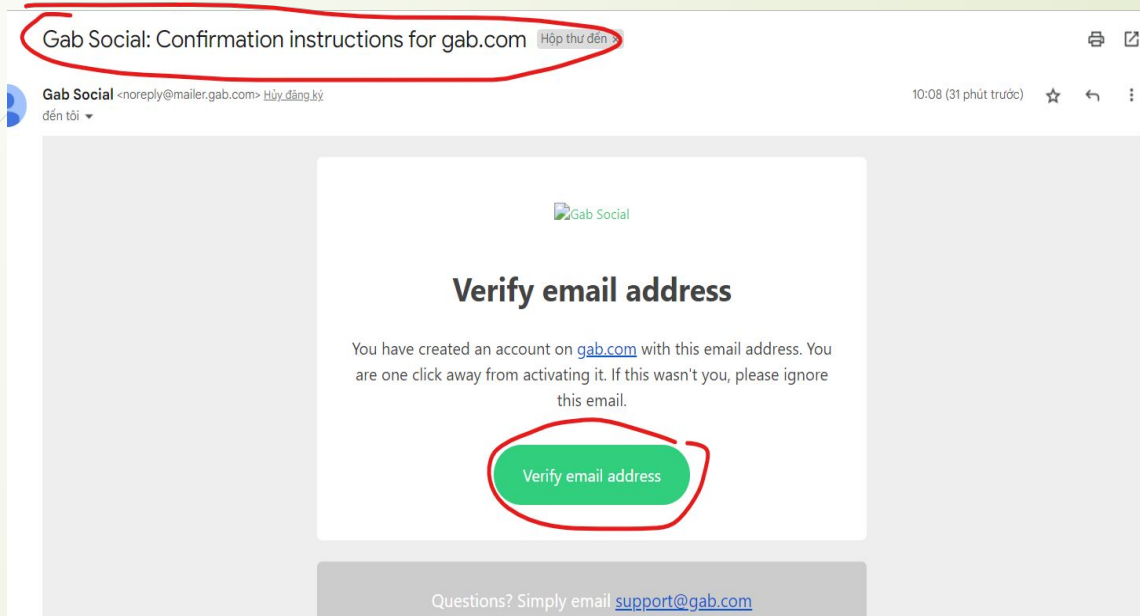 Gab Social: Confirmation instructions for gab.com Hộp thư đến ×
Gab Social <noreply@mailer.gab.com> Hủy đăng ký
10:08 (31 phút trước)
đến tôi
Gab Social
Verify email address
You have created an account on gab.com with this email address. You
are one click away from activating it. If this wasn't you, please ignore
this email.
Verify email address
Questions? Simply email support@gab.com